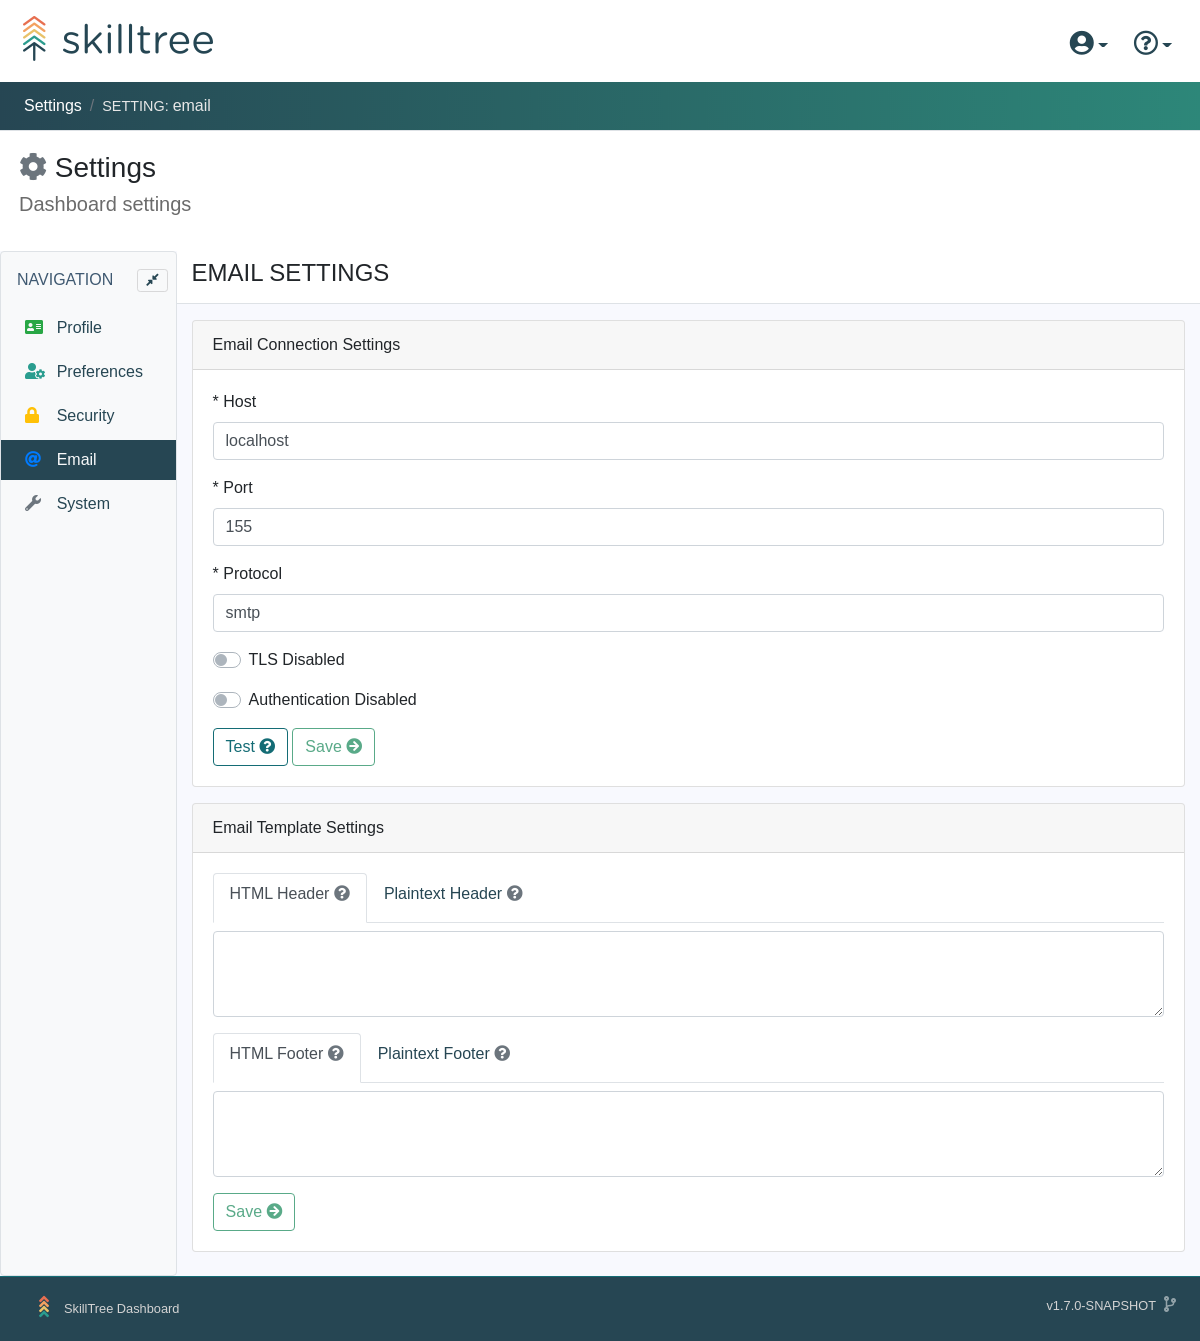 skilltree
Settings / SETTING: email
Settings
Dashboard settings
NAVIGATION
Profile
Preferences
Security
Email
System
EMAIL SETTINGS
Email Connection Settings
* Host
localhost
* Port
155
* Protocol
smtp
TLS Disabled
Authentication Disabled
Test Save
Email Template Settings
HTML Header Plaintext Header
HTML Footer Plaintext Footer
Save
SkillTree Dashboard
v1.7.0-SNAPSHOT